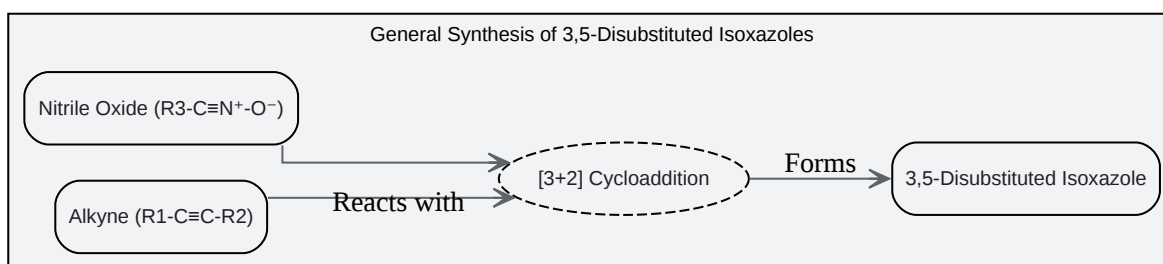 General Synthesis of 3,5-Disubstituted Isoxazoles
Nitrile Oxide (R3-C≡N⁺-O⁻)
Alkyne (R1-C≡C-R2)
Reacts with
[3+2] Cycloaddition
Forms
3,5-Disubstituted Isoxazole